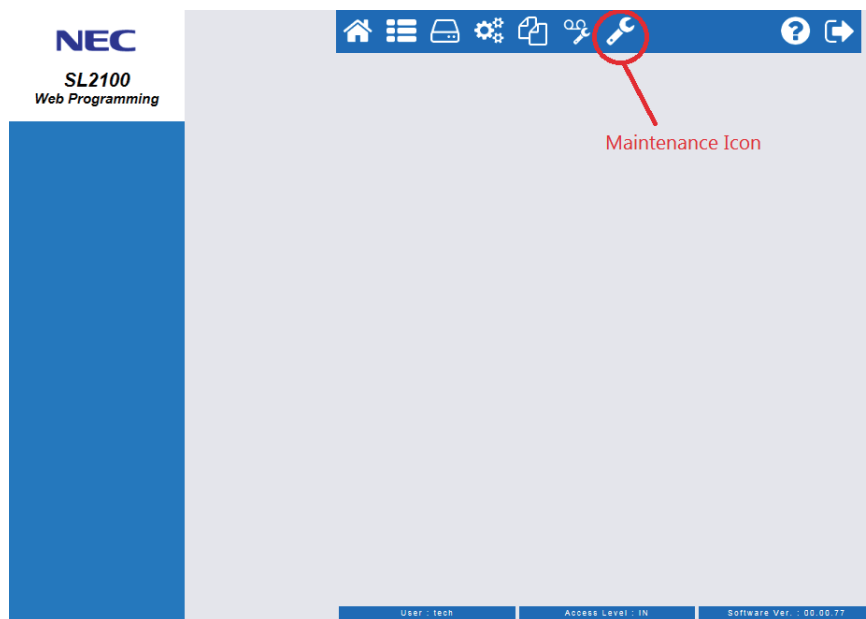 NEC
SL2100
Web Programming
Maintenance Icon
User : tech
Access Level : IN
Software Ver. : 00.00.77